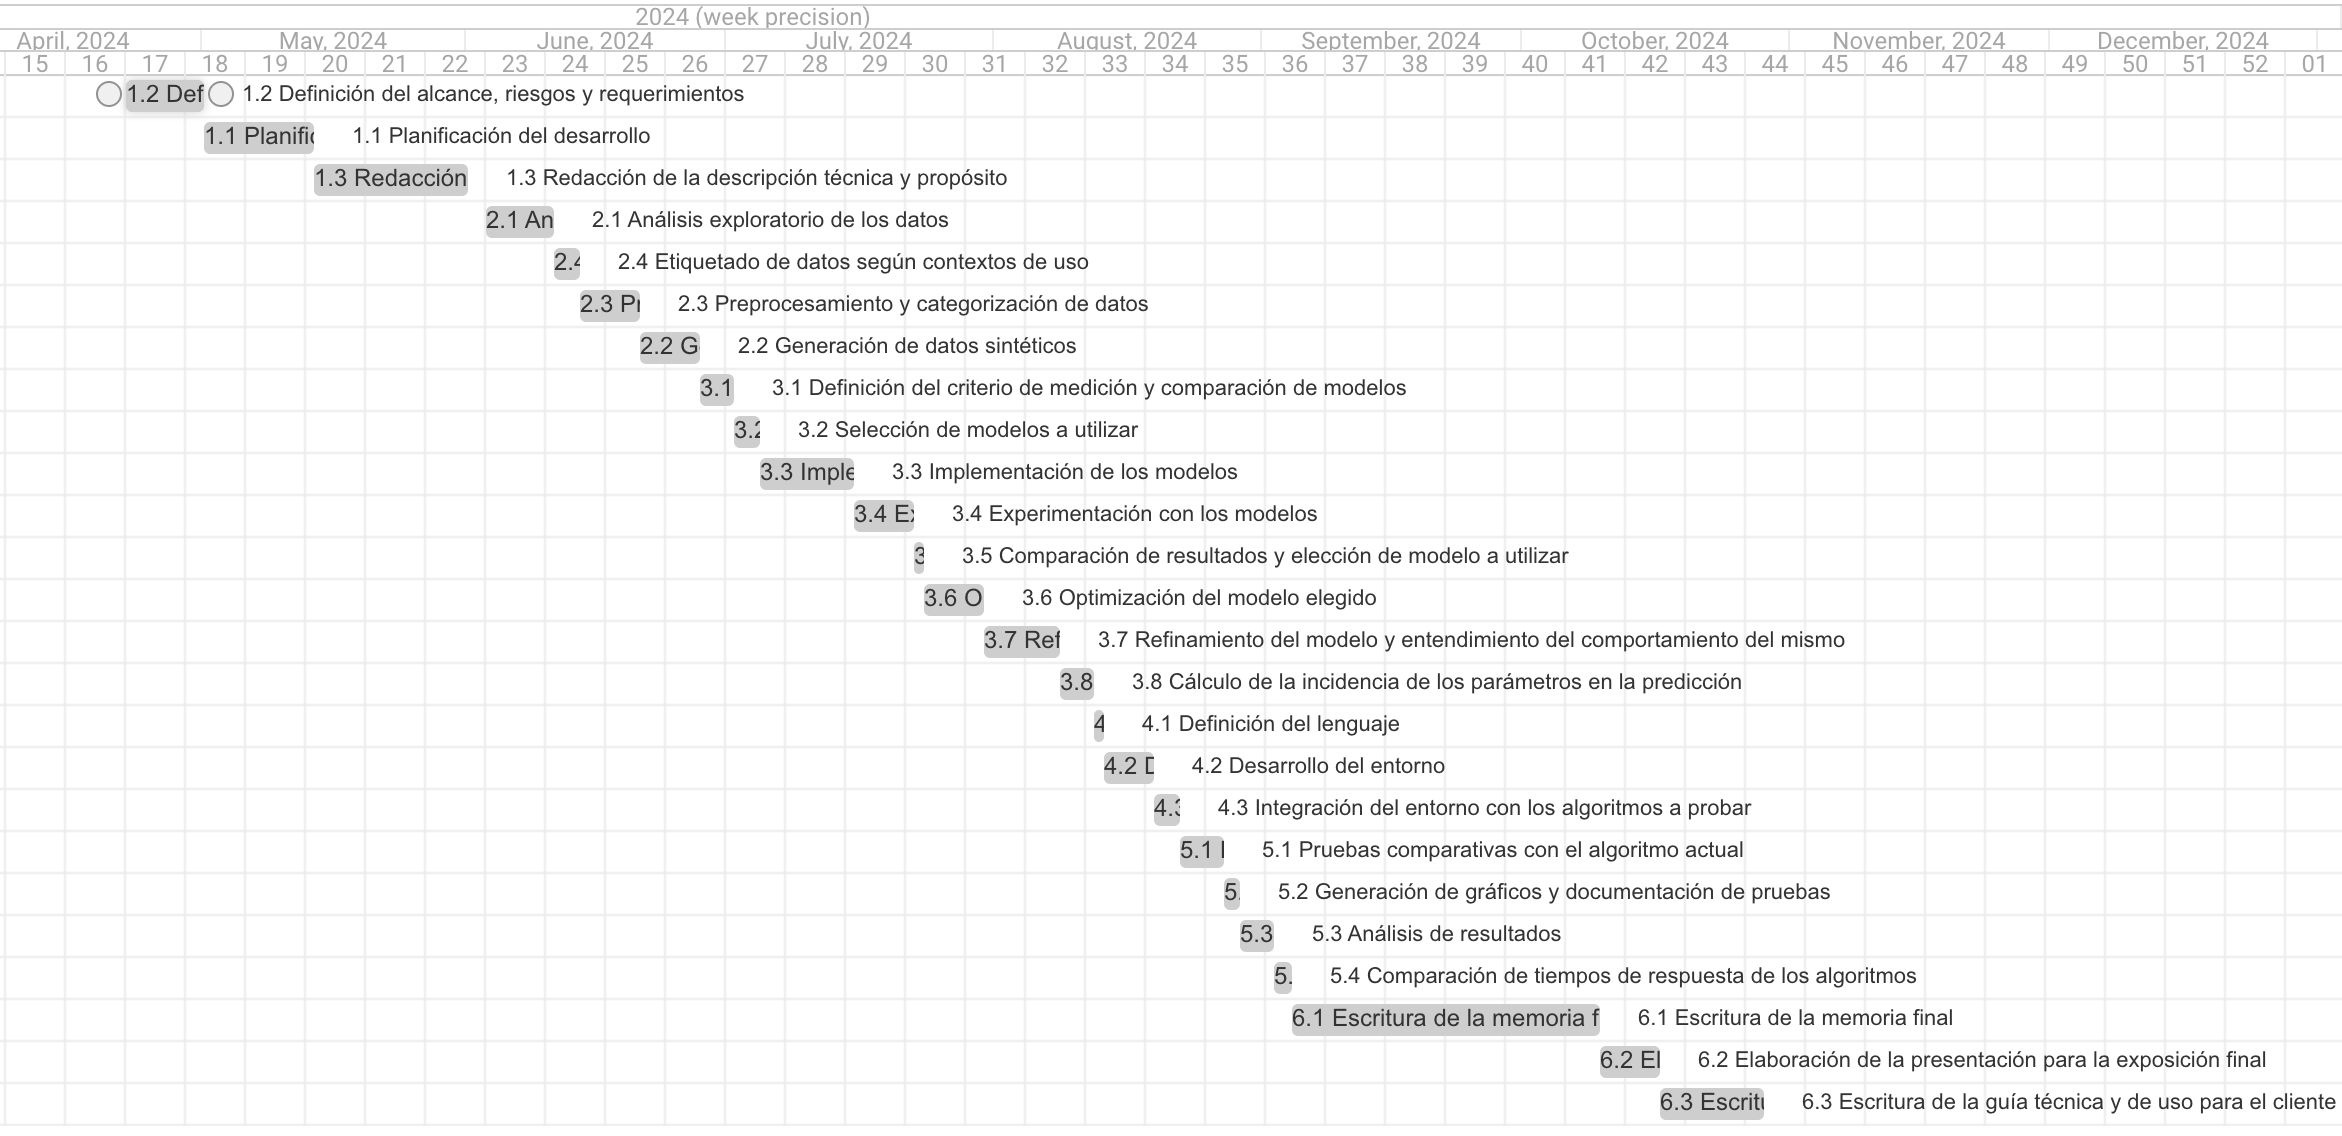 2024 (week precision)
April, 2024 May, 2024 June, 2024 July, 2024 August, 2024 September, 2024 October, 2024 November, 2024 December, 2024
15 16 17 18 19 20 21 22 23 24 25 26 27 28 29 30 31 32 33 34 35 36 37 38 39 40 41 42 43 44 45 46 47 48 49 50 51 52 01
1.2 Def 1.2 Definición del alcance, riesgos y requerimientos
1.1 Planific 1.1 Planificación del desarrollo
1.3 Redacción 1.3 Redacción de la descripción técnica y propósito
2.1 An 2.1 Análisis exploratorio de los datos
2.4 2.4 Etiquetado de datos según contextos de uso
2.3 Pr 2.3 Preprocesamiento y categorización de datos
2.2 G 2.2 Generación de datos sintéticos
3.1 3.1 Definición del criterio de medición y comparación de modelos
3.2 3.2 Selección de modelos a utilizar
3.3 Imple 3.3 Implementación de los modelos
3.4 Ex 3.4 Experimentación con los modelos
3 3.5 Comparación de resultados y elección de modelo a utilizar
3.6 O 3.6 Optimización del modelo elegido
3.7 Ref 3.7 Refinamiento del modelo y entendimiento del comportamiento del mismo
3.8 3.8 Cálculo de la incidencia de los parámetros en la predicción
4 4.1 Definición del lenguaje
4.2 D 4.2 Desarrollo del entorno
4.3 4.3 Integración del entorno con los algoritmos a probar
5.1 5.1 Pruebas comparativas con el algoritmo actual
5. 5.2 Generación de gráficos y documentación de pruebas
5.3 5.3 Análisis de resultados
5. 5.4 Comparación de tiempos de respuesta de los algoritmos
6.1 Escritura de la memoria f 6.1 Escritura de la memoria final
6.2 El 6.2 Elaboración de la presentación para la exposición final
6.3 Escritu 6.3 Escritura de la guía técnica y de uso para el cliente